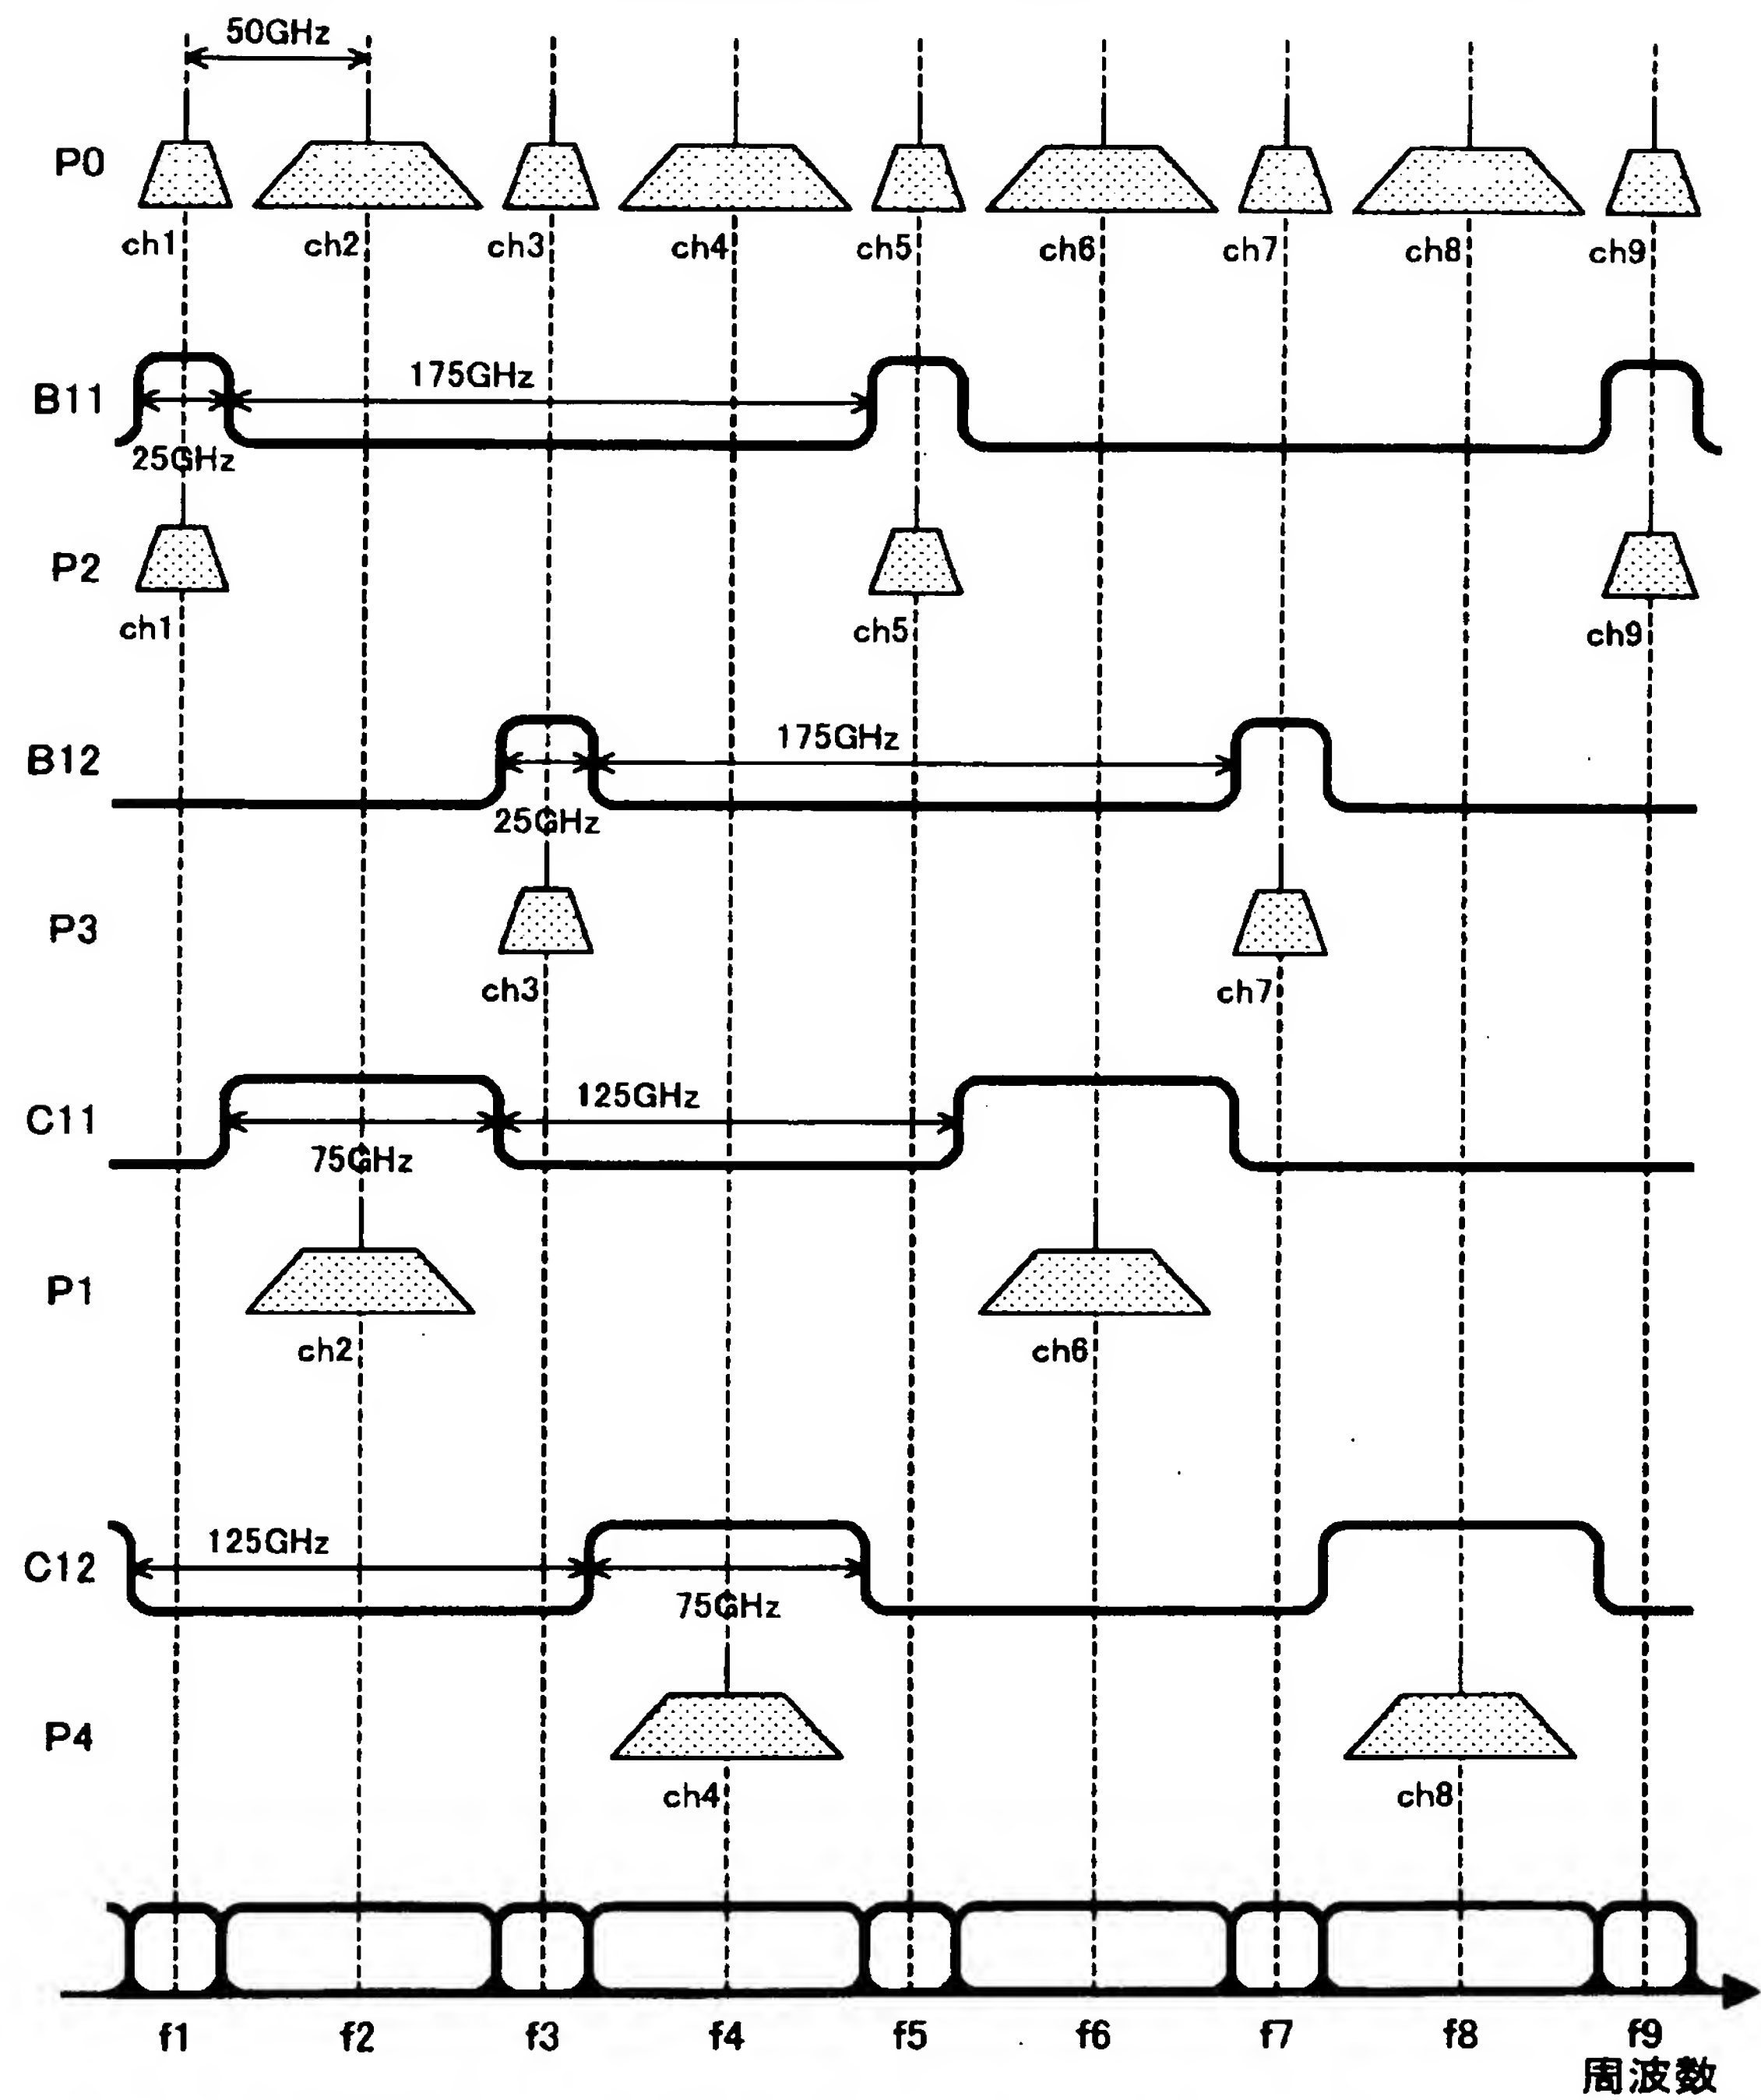 50GHz
P0
ch1 ch2 ch3 ch4 ch5 ch6 ch7 ch8 ch9
175GHz
B11
25GHz
P2
ch1 ch5 ch9
175GHz
B12
25GHz
P3
ch3 ch7
125GHz
C11
75GHz
P1
ch2 ch6
125GHz
C12
75GHz
P4
ch4 ch8
f1 f2 f3 f4 f5 f6 f7 f8 f9
周波数